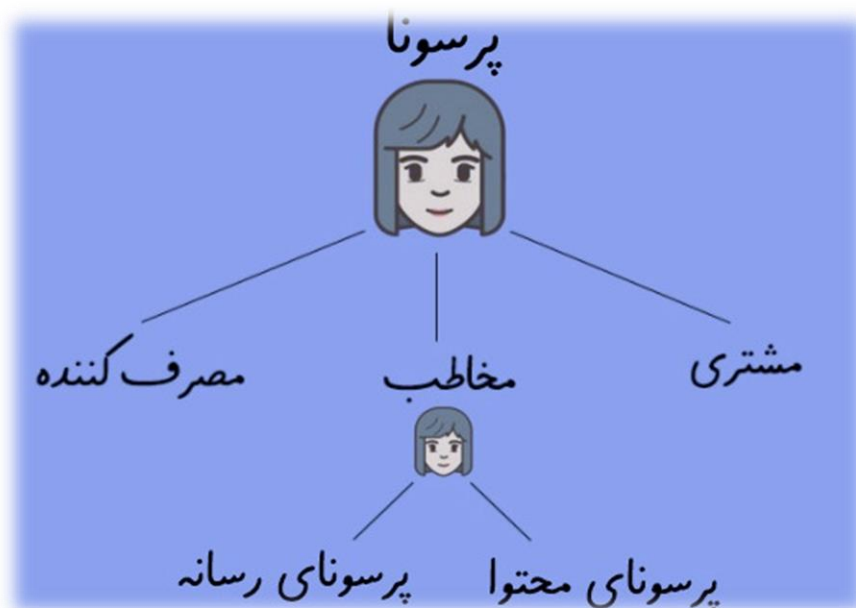 پرسونا
مشتری
مخاطب
مصرف کننده
پرسونای محتوا
پرسونای رسانه